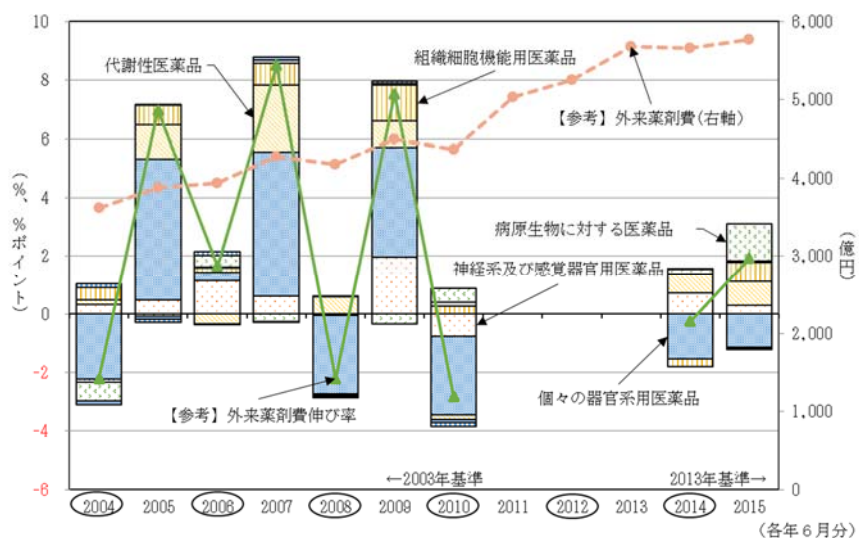 10
8
6
4
2
0
-2
-4
-6
(%、%ポイント)
6,000
5,000
4,000
3,000
2,000
1,000
0
(億円)
代謝性医薬品
組織細胞機能用医薬品
【参考】外来薬剤費(右軸)
病原生物に対する医薬品
神経系及び感覚器官用医薬品
個々の器官系用医薬品
【参考】外来薬剤費伸び率
←2003年基準
2013年基準→
2004 2005 2006 2007 2008 2009 2010 2011 2012 2013 2014 2015
(各年6月分)